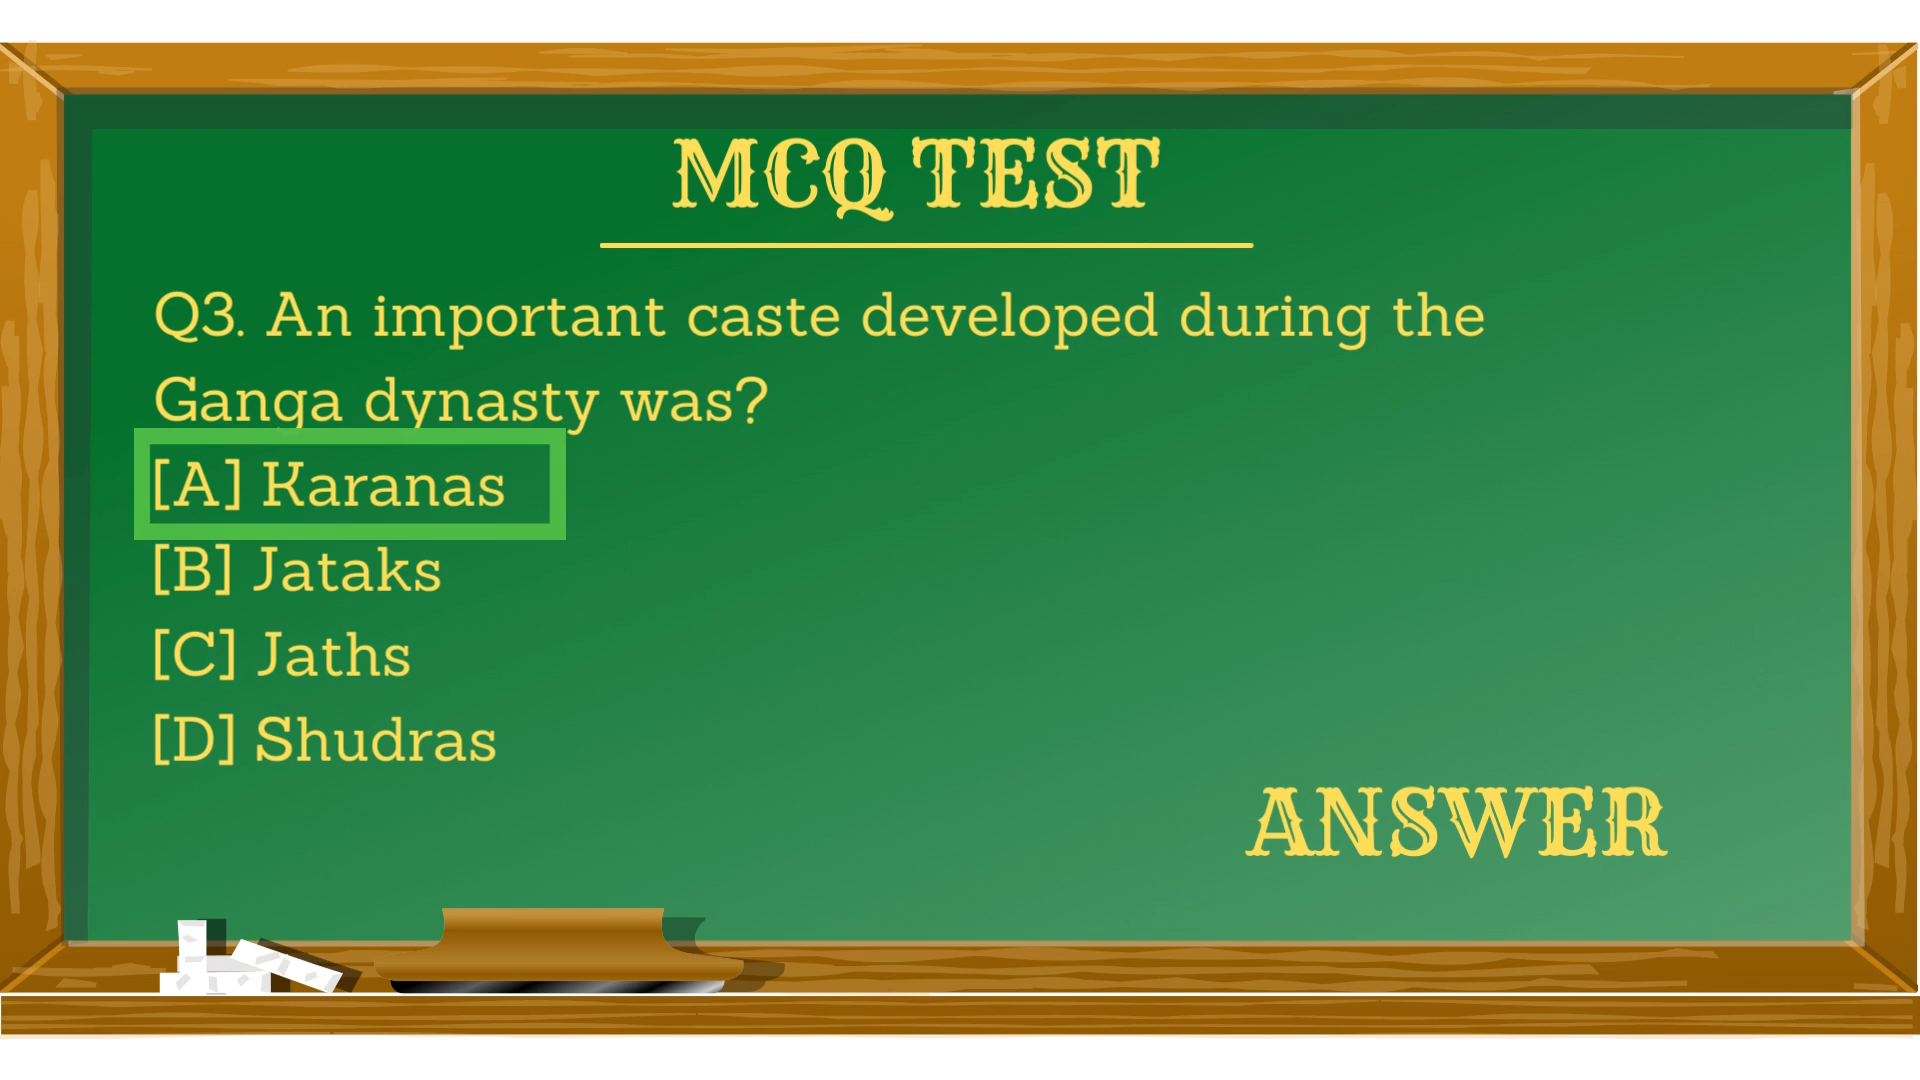 MCQ TEST
Q3. An important caste developed during the
Ganga dynasty was?
[A] Karanas
[B] Jataks
[C] Jaths
[D] Shudras
ANSWER